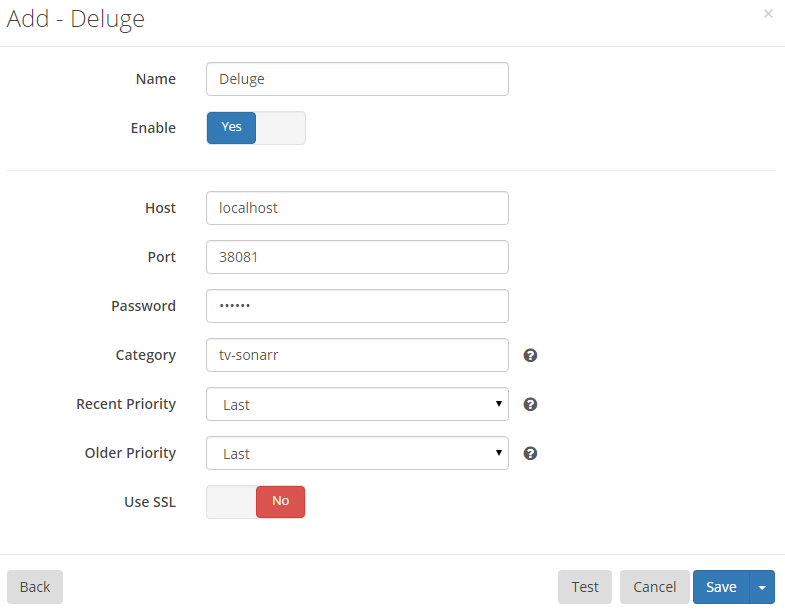 Add - Deluge ×
Name Deluge
Enable Yes
Host localhost
Port 38081
Password ••••••
Category tv-sonarr ?
Recent Priority Last ?
Older Priority Last ?
Use SSL No
Back Test Cancel Save